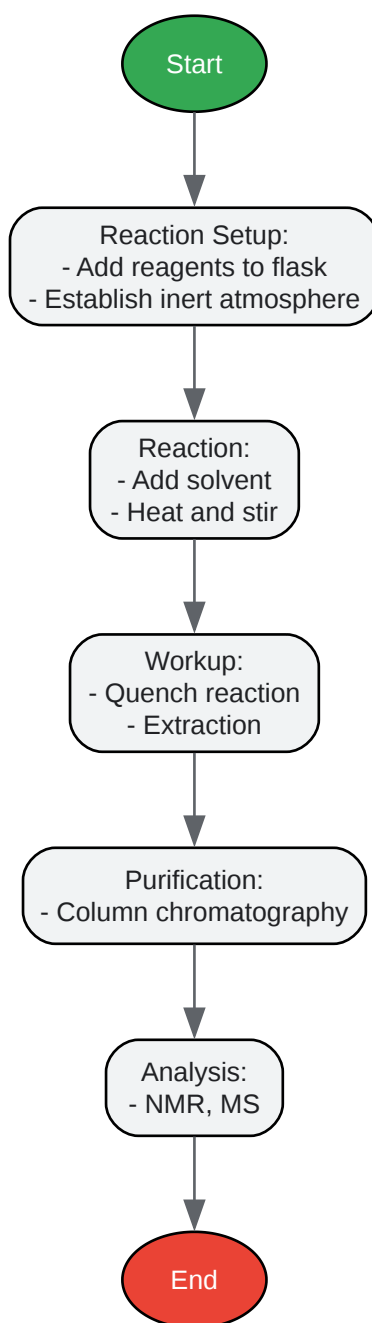 Start
Reaction Setup:
- Add reagents to flask
- Establish inert atmosphere
Reaction:
- Add solvent
- Heat and stir
Workup:
- Quench reaction
- Extraction
Purification:
- Column chromatography
Analysis:
- NMR, MS
End